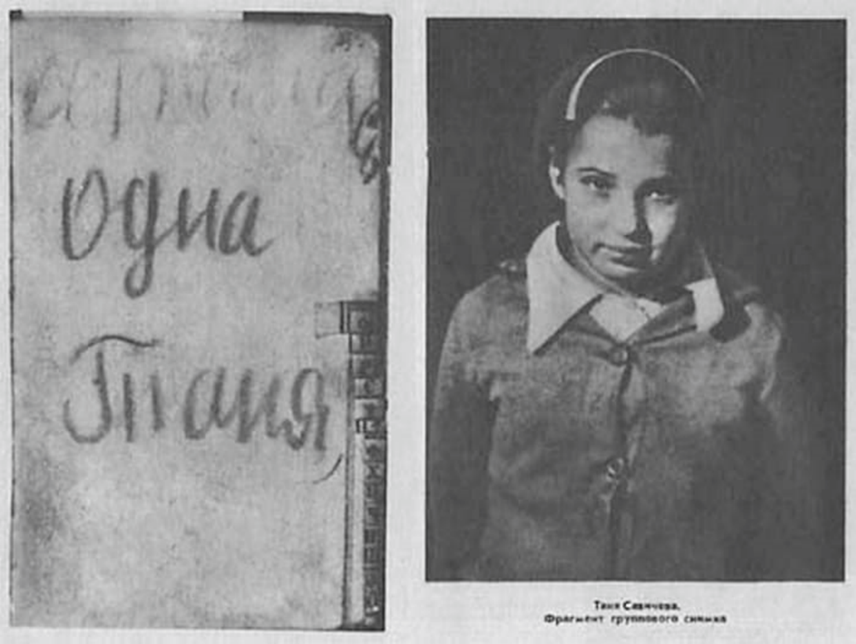 одна
Таня
Таня Савичева.
Фрагмент группового снимка